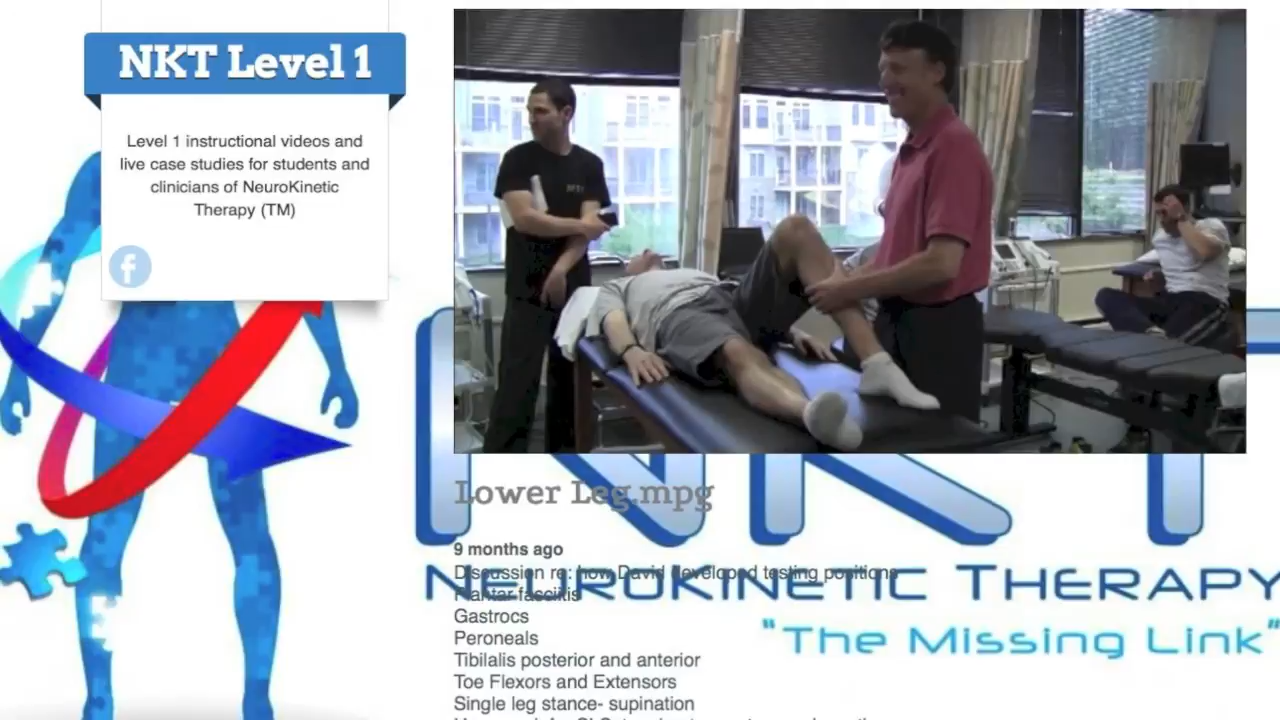 NKT Level 1
Level 1 instructional videos and
live case studies for students and
clinicians of NeuroKinetic
Therapy (TM)
f
Lower Leg.mpg
9 months ago
Discussion re: how David developed testing positions
Plantar fasciitis
NEUROKINETIC THERAPY
Gastrocs
Peroneals
"The Missing Link"
Tibilalis posterior and anterior
Toe Flexors and Extensors
Single leg stance- supination
NKT